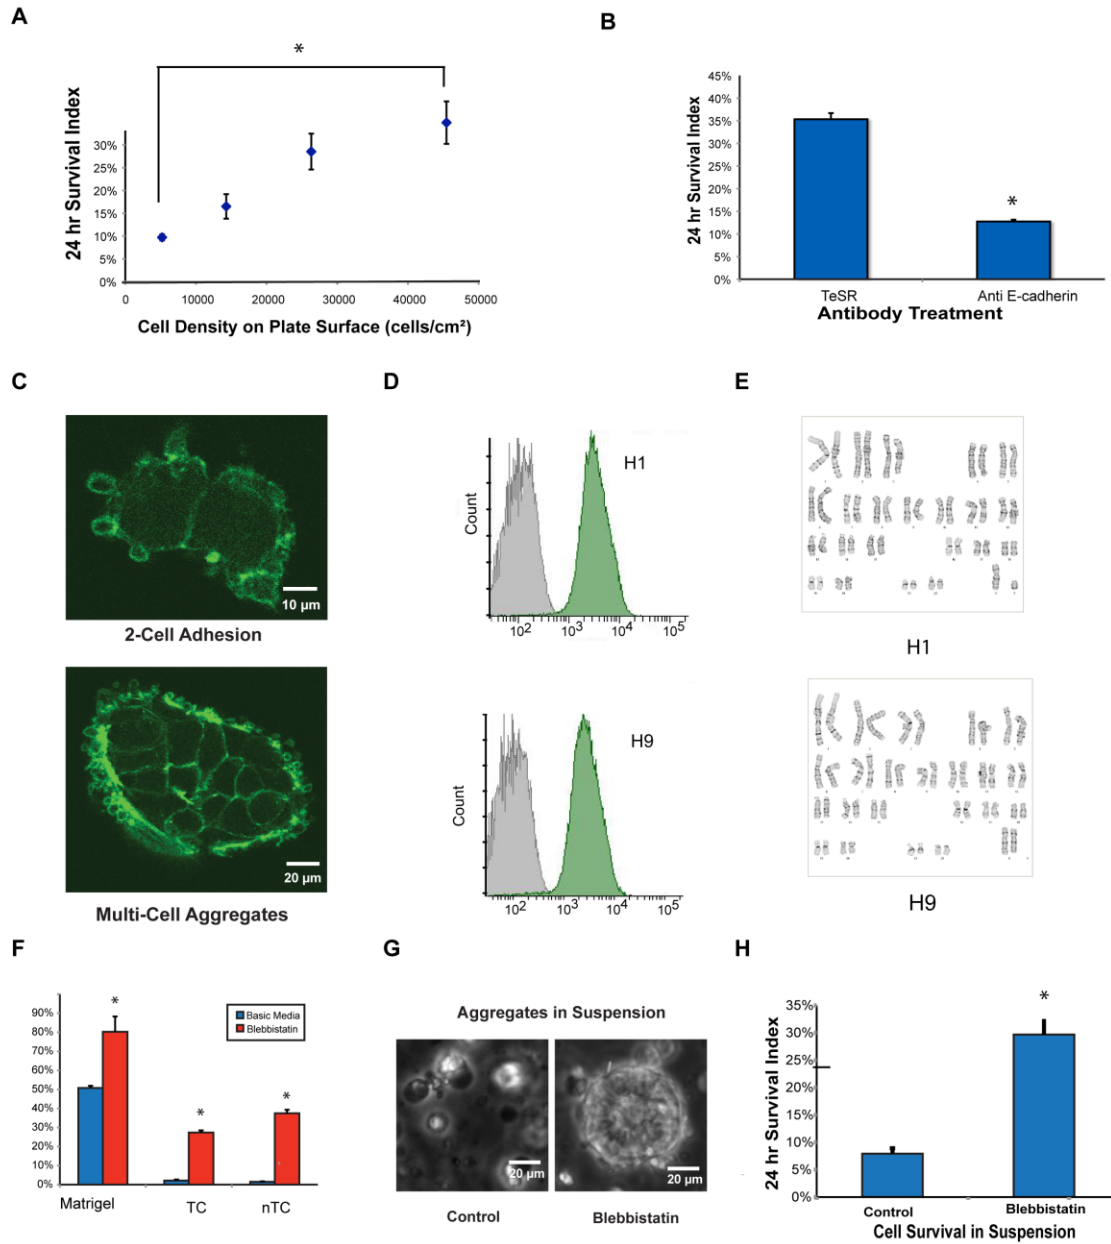 A
*
24 hr Survival Index
30%
25%
20%
15%
10%
5%
0%
0 10000 20000 30000 40000 50000
Cell Density on Plate Surface (cells/cm²)
B
24 hr Survival Index
45%
40%
35%
30%
25%
20%
15%
10%
5%
0%
*
TeSR Anti E-cadherin
Antibody Treatment
C
10 µm
2-Cell Adhesion
20 µm
Multi-Cell Aggregates
D
Count
H1
10² 10³ 10⁴ 10⁵
Count
H9
10² 10³ 10⁴ 10⁵
E
H1
H9
F
90%
80%
70%
60%
50%
40%
30%
20%
10%
0%
* * *
Basic Media
Blebbistatin
Matrigel TC nTC
G
Aggregates in Suspension
20 µm 20 µm
Control Blebbistatin
H
24 hr Survival Index
35%
30%
25%
20%
15%
10%
5%
0%
*
Control Blebbistatin
Cell Survival in Suspension